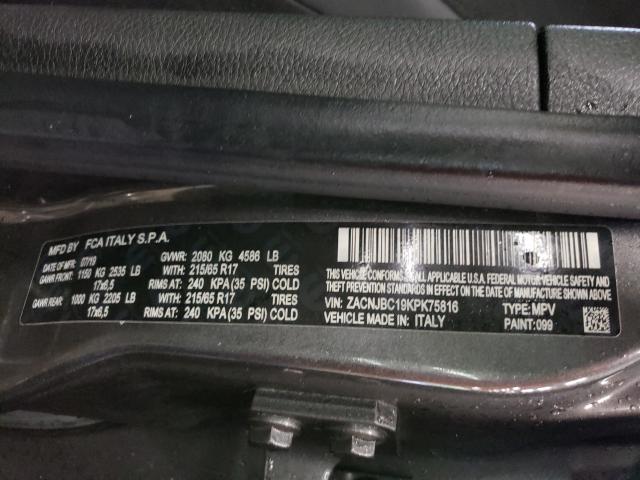 MFD BY FCA ITALY S.P.A.
DATE OF MFR: 07/19 GVWR: 2080 KG 4586 LB
GAWR FRONT: 1150 KG 2535 LB WITH: 215/65 R17 TIRES
17x6,5 RIMS AT: 240 KPA(35 PSI) COLD
GAWR REAR: 1000 KG 2205 LB WITH: 215/65 R17 TIRES
17x6,5 RIMS AT: 240 KPA(35 PSI) COLD
THIS VEHICLE CONFORMS TO ALL APPLICABLE U.S.A. FEDERAL MOTOR VEHICLE SAFETY AND
THEFT PREVENTION STANDARDS IN EFFECT ON THE DATE OF MANUFACTURE SHOWN ABOVE.
VIN: ZACNJBC19KPK75816 TYPE: MPV
VEHICLE MADE IN: ITALY PAINT: 099